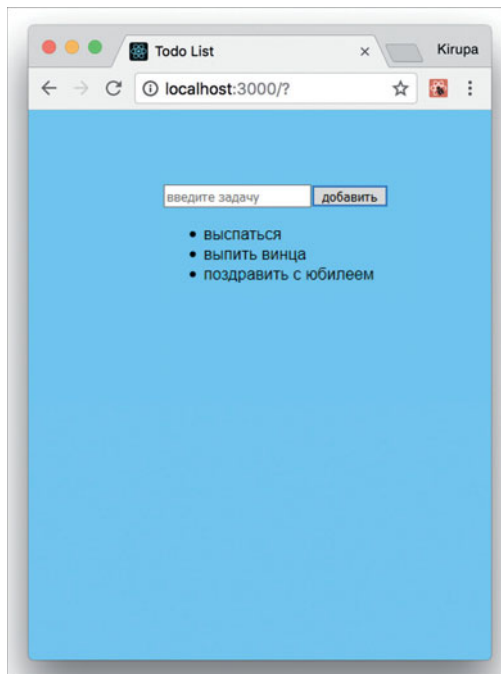 Todo List
Kirupa
localhost:3000/?
введите задачу
добавить
выспаться
выпить винца
поздравить с юбилеем